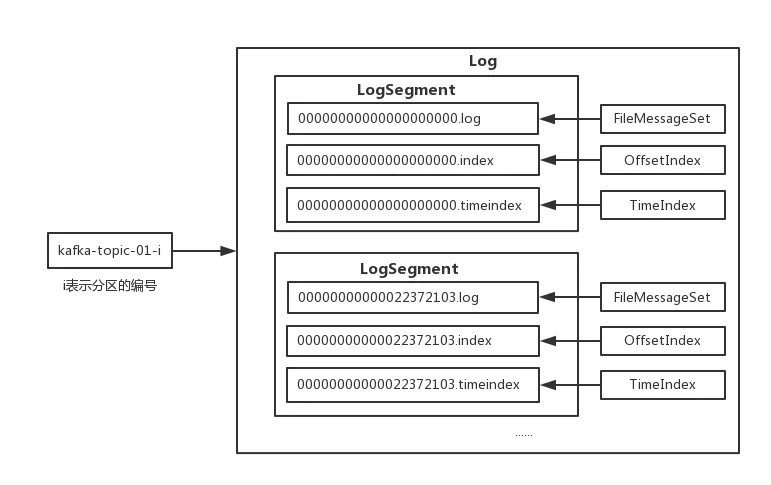 Log
LogSegment
00000000000000000000.log
FileMessageSet
00000000000000000000.index
OffsetIndex
00000000000000000000.timeindex
TimeIndex
kafka-topic-01-i
i表示分区的编号
LogSegment
00000000000022372103.log
FileMessageSet
00000000000022372103.index
OffsetIndex
00000000000022372103.timeindex
TimeIndex
......